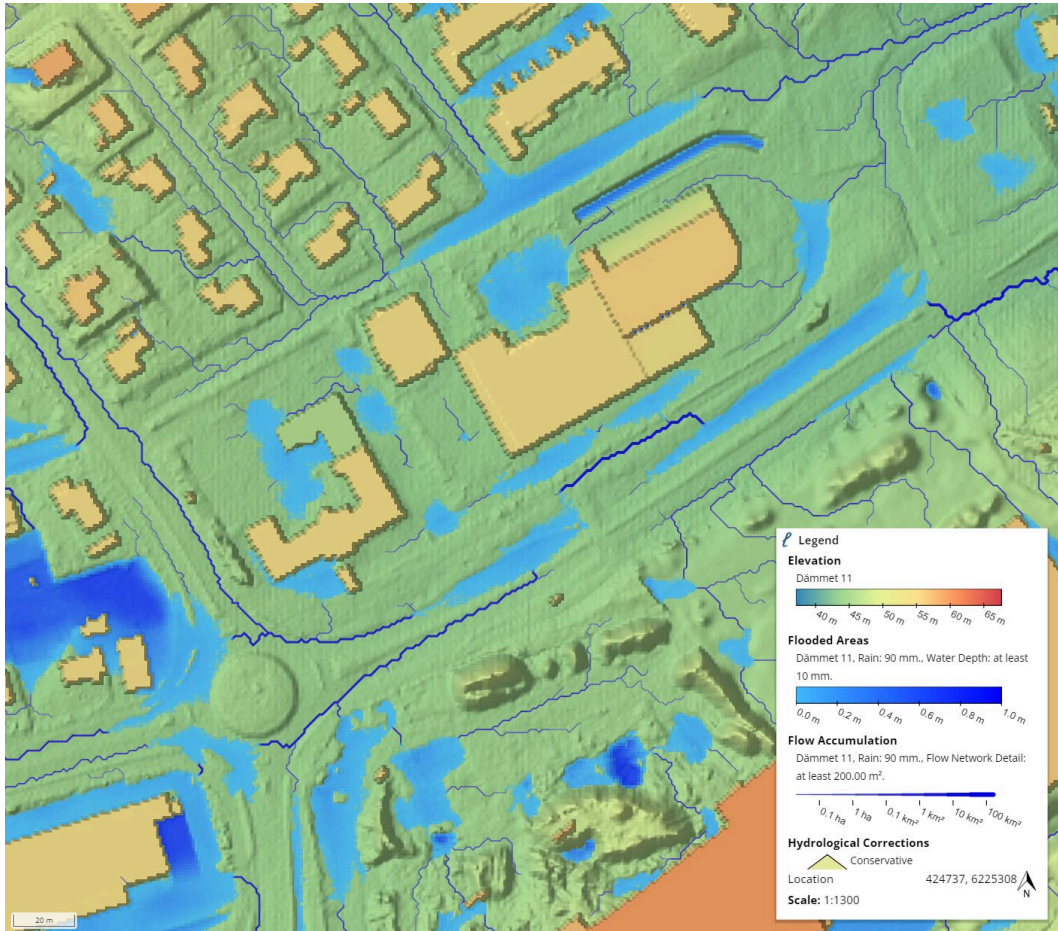 Legend
Elevation
Dämmet 11
40 m 45 m 50 m 55 m 60 m 65 m
Flooded Areas
Dämmet 11, Rain: 90 mm., Water Depth: at least
10 mm.
0.0 m 0.2 m 0.4 m 0.6 m 0.8 m 1.0 m
Flow Accumulation
Dämmet 11, Rain: 90 mm., Flow Network Detail:
at least 200.00 m².
0.1 ha 1 ha 0.1 km² 1 km² 10 km² 100 km²
Hydrological Corrections
Conservative
Location 424737, 6225308
Scale: 1:1300
N
20 m